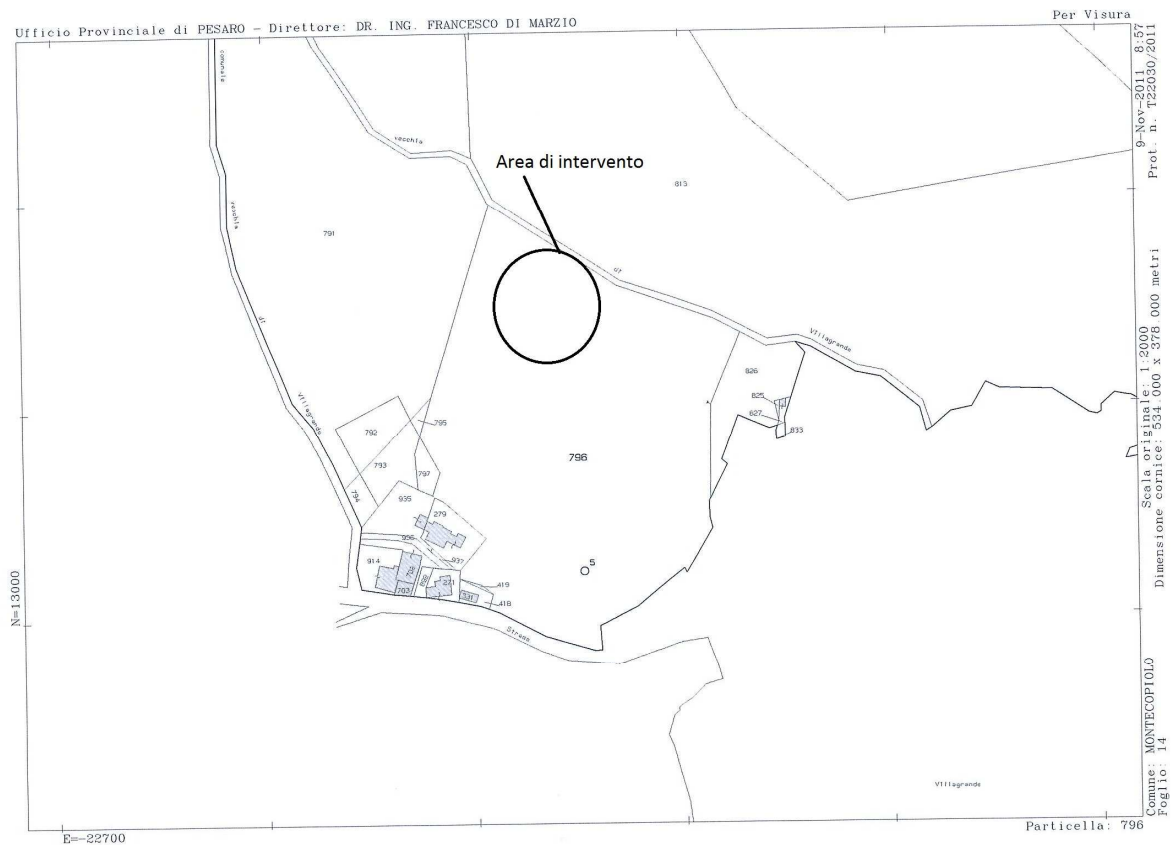 Ufficio Provinciale di PESARO - Direttore: DR. ING. FRANCESCO DI MARZIO
Per Visura
9-Nov-2011 8:57
Prot. n. T22030/2011
Scala originale: 1:2000
Dimensione cornice: 534.000 x 378.000 metri
Comune: MONTECOPIOLO
Foglio: 14
Particella: 796
N=13000
E=-22700
comunale
vecchia
di
Villagrande
vecchia
Area di intervento
813
791
di
Villagrande
826
825
827
833
792
795
793
797
794
796
935
279
936
937
914
702
703
271
419
331
418
5
Strada
Villagrande